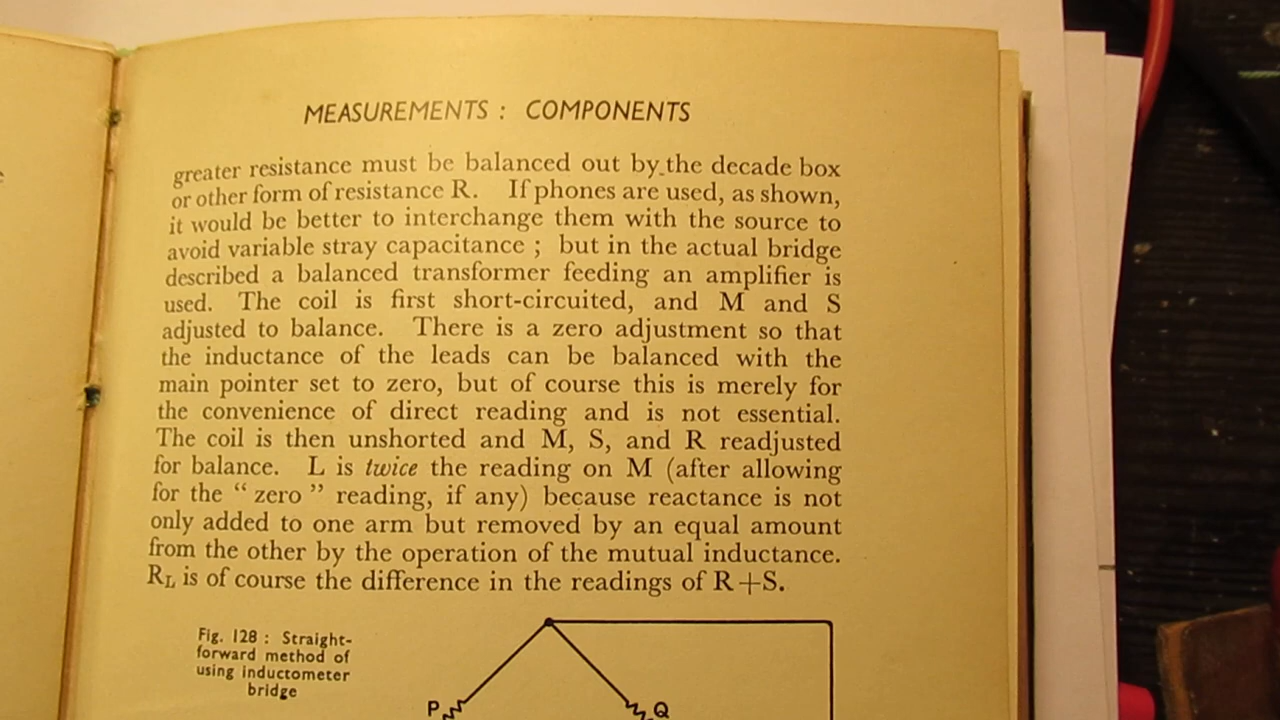 MEASUREMENTS : COMPONENTS
greater resistance must be balanced out by the decade box
or other form of resistance R. If phones are used, as shown,
it would be better to interchange them with the source to
avoid variable stray capacitance ; but in the actual bridge
described a balanced transformer feeding an amplifier is
used. The coil is first short-circuited, and M and S
adjusted to balance. There is a zero adjustment so that
the inductance of the leads can be balanced with the
main pointer set to zero, but of course this is merely for
the convenience of direct reading and is not essential.
The coil is then unshorted and M, S, and R readjusted
for balance. L is twice the reading on M (after allowing
for the “ zero ” reading, if any) because reactance is not
only added to one arm but removed by an equal amount
from the other by the operation of the mutual inductance.
RL is of course the difference in the readings of R+S.
Fig. 128 : Straight-
forward method of
using inductometer
bridge
P
Q